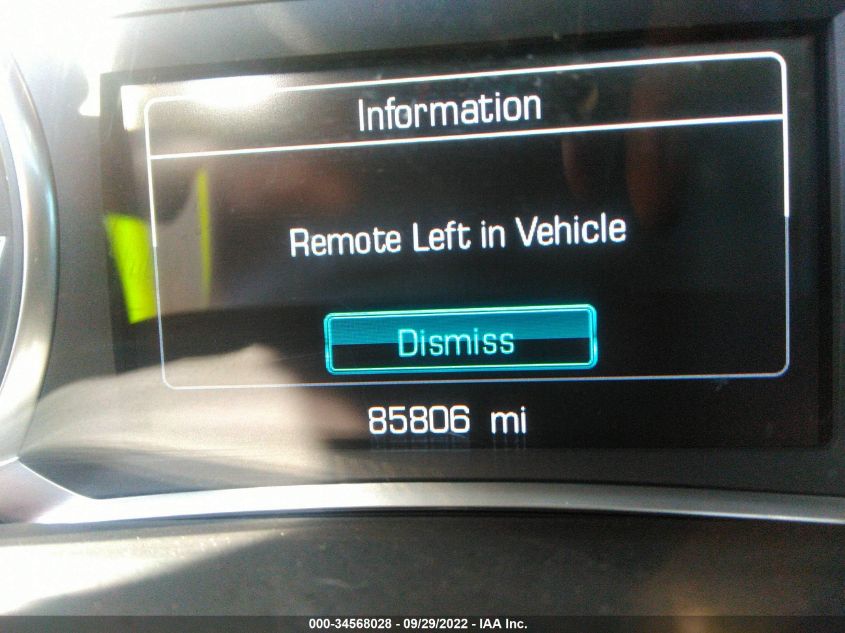 Information
Remote Left in Vehicle
Dismiss
85806 mi
000-34568028 - 09/29/2022 - IAA Inc.